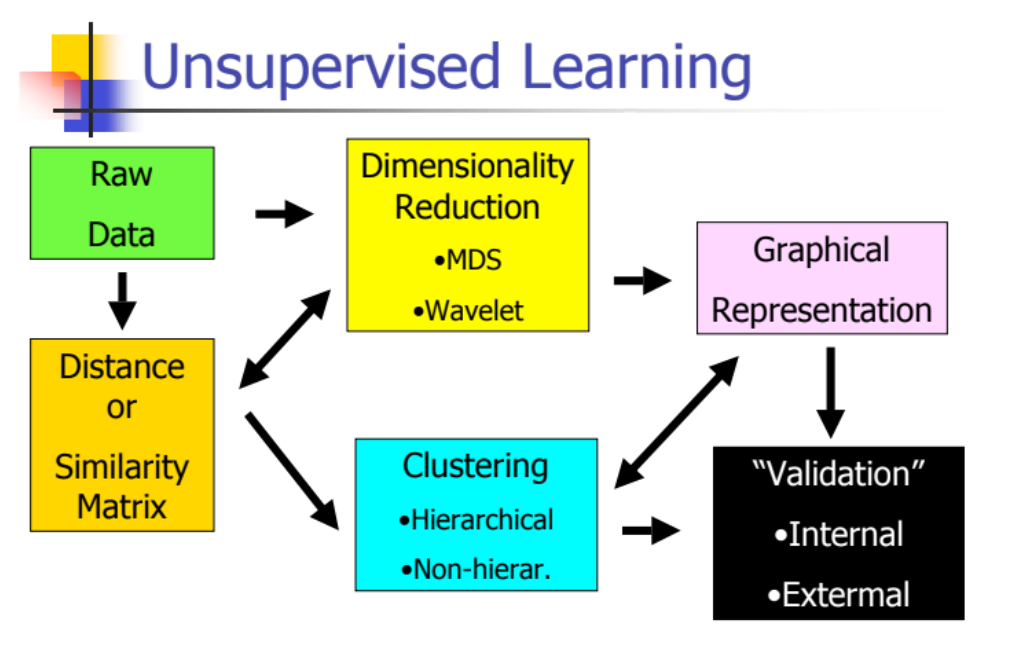 Unsupervised Learning
Raw
Data
Dimensionality
Reduction
•MDS
•Wavelet
Graphical
Representation
Distance
or
Similarity
Matrix
Clustering
•Hierarchical
•Non-hierar.
“Validation”
•Internal
•Extermal